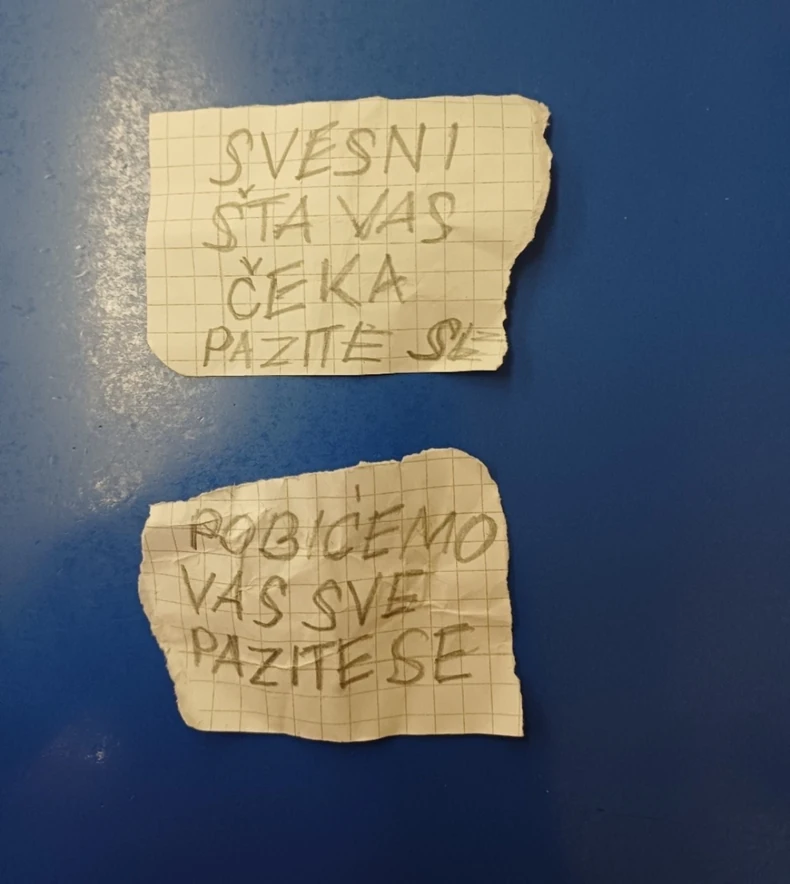 SVESNI
ŠTA VAS
ČEKA
PAZITE SE
POBIĆEMO
VAS SVE
PAZITE SE